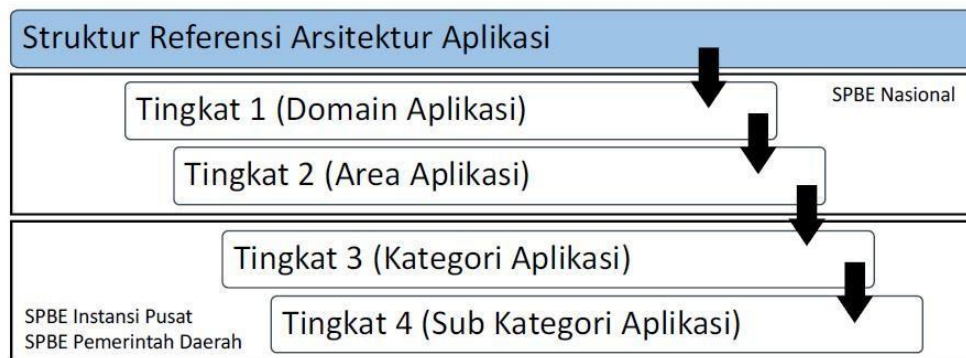 Struktur Referensi Arsitektur Aplikasi
Tingkat 1 (Domain Aplikasi)
SPBE Nasional
Tingkat 2 (Area Aplikasi)
Tingkat 3 (Kategori Aplikasi)
Tingkat 4 (Sub Kategori Aplikasi)
SPBE Instansi Pusat
SPBE Pemerintah Daerah